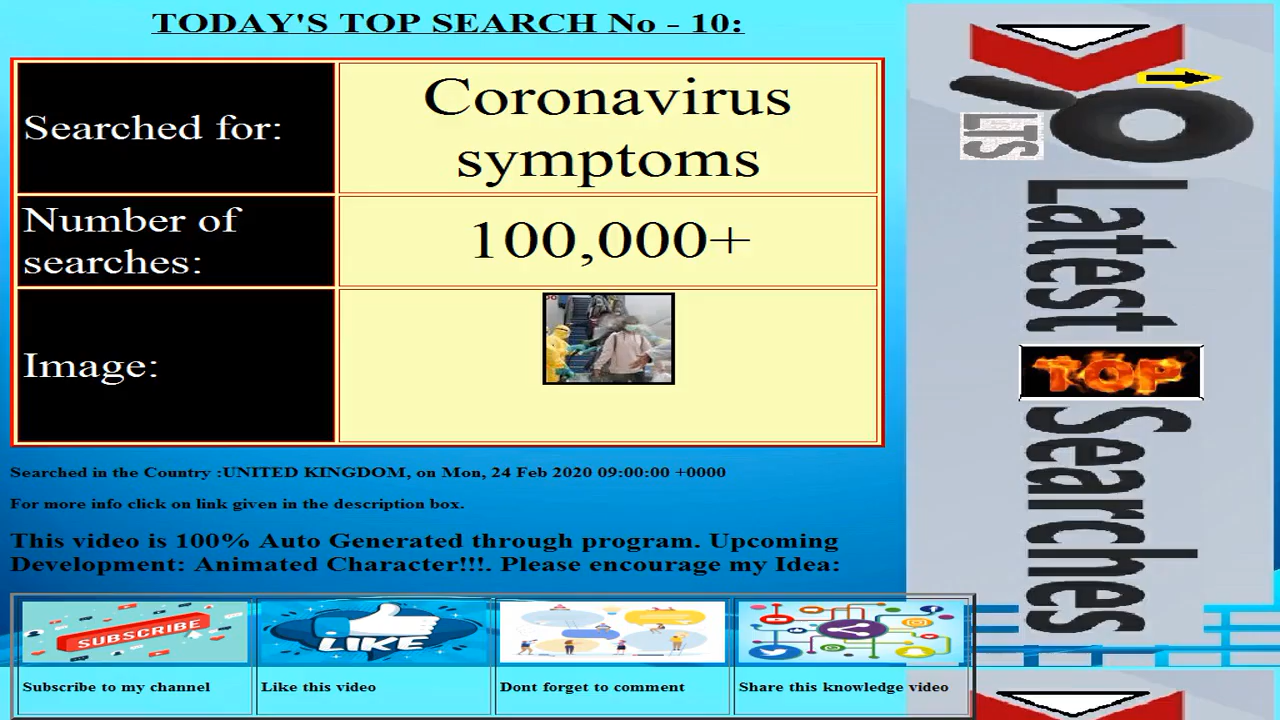 TODAY'S TOP SEARCH No - 10:
Searched for:
Coronavirus
symptoms
Number of
searches:
100,000+
Image:
Searched in the Country :UNITED KINGDOM, on Mon, 24 Feb 2020 09:00:00 +0000
For more info click on link given in the description box.
This video is 100% Auto Generated through program. Upcoming
Development: Animated Character!!!. Please encourage my Idea:
SUBSCRIBE
LIKE
Subscribe to my channel
Like this video
Dont forget to comment
Share this knowledge video
LTS
Latest
TOP
Searches